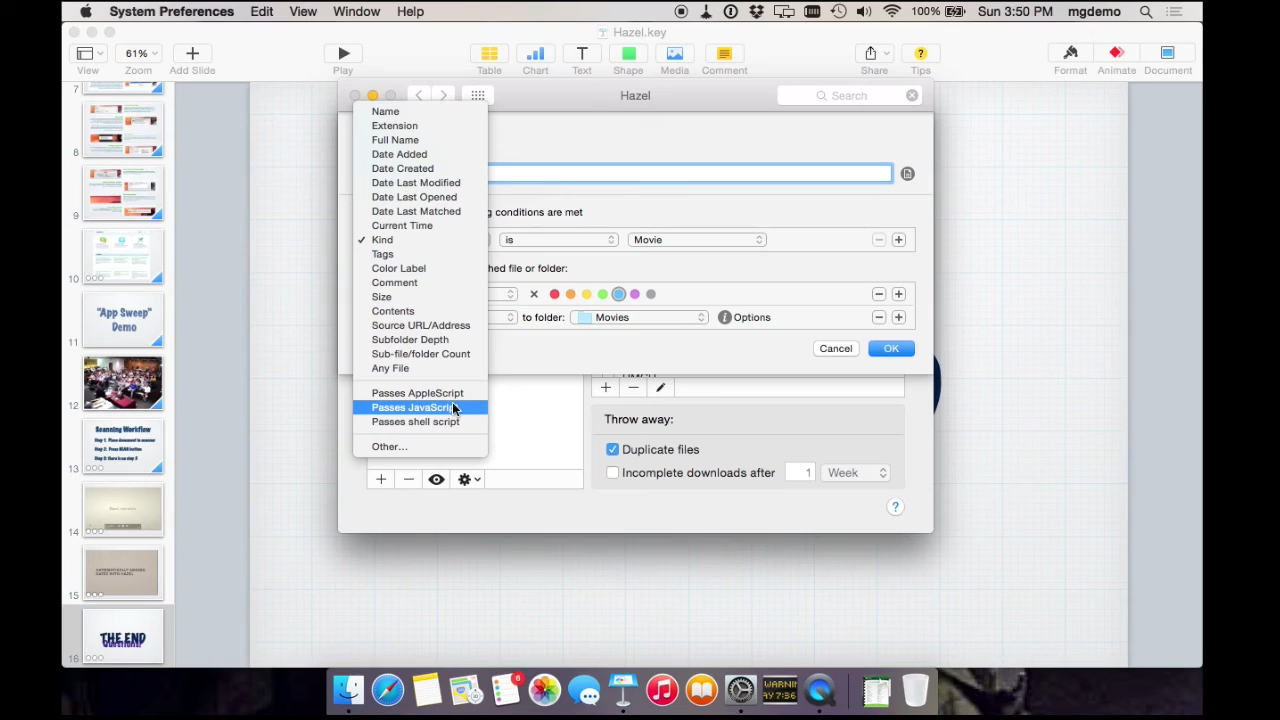 System Preferences Edit View Window Help 100% Sun 3:50 PM mgdemo
Hazel.key
61%
View Zoom Add Slide Play Table Chart Text Media Comment Share Tips Format Animate Document
Hazel
Search
Name
Extension
Full Name
Date Added
Date Created
Date Last Modified
Date Last Opened
Date Last Matched
g conditions are met
Current Time
✓ Kind
is
Movie
Tags
Color Label
hed file or folder:
Comment
Size
Contents
to folder: Movies Options
Source URL/Address
Subfolder Depth
Sub-file/folder Count
Cancel OK
Any File
Passes AppleScript
Passes JavaScrip
Passes shell script
Other...
Throw away:
Duplicate files
Incomplete downloads after 1 Week
?
7
8
9
10
"App Sweep"
Demo
11
12
Scanning Workflow
13
14
15
THE END
Questions?
16
6
WARNIN
AY 7:36